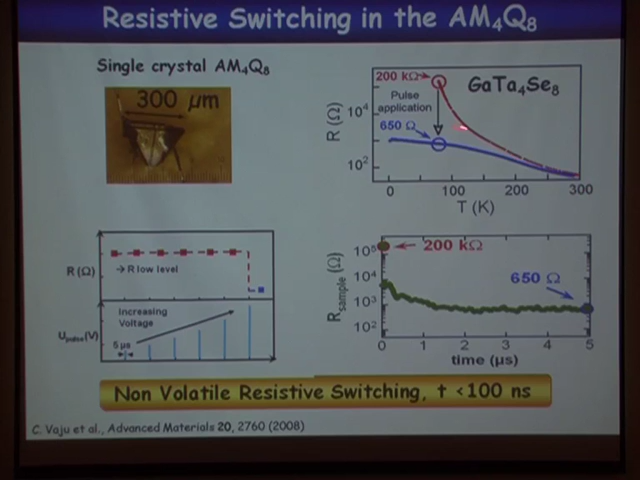 Resistive Switching in the AM₄Q₈
Single crystal AM₄Q₈
300 µm
200 kΩ
GaTa₄Se₈
Pulse
application
650 Ω
R (Ω)
10⁴
10²
0 100 200 300
T (K)
R(Ω)
→ R low level
Increasing
Voltage
5 µs
10⁵
200 kΩ
10⁴
650 Ω
10³
10²
Rsample (Ω)
0 1 2 3 4 5
time (µs)
Non Volatile Resistive Switching, t <100 ns
C. Vaju et al., Advanced Materials 20, 2760 (2008)